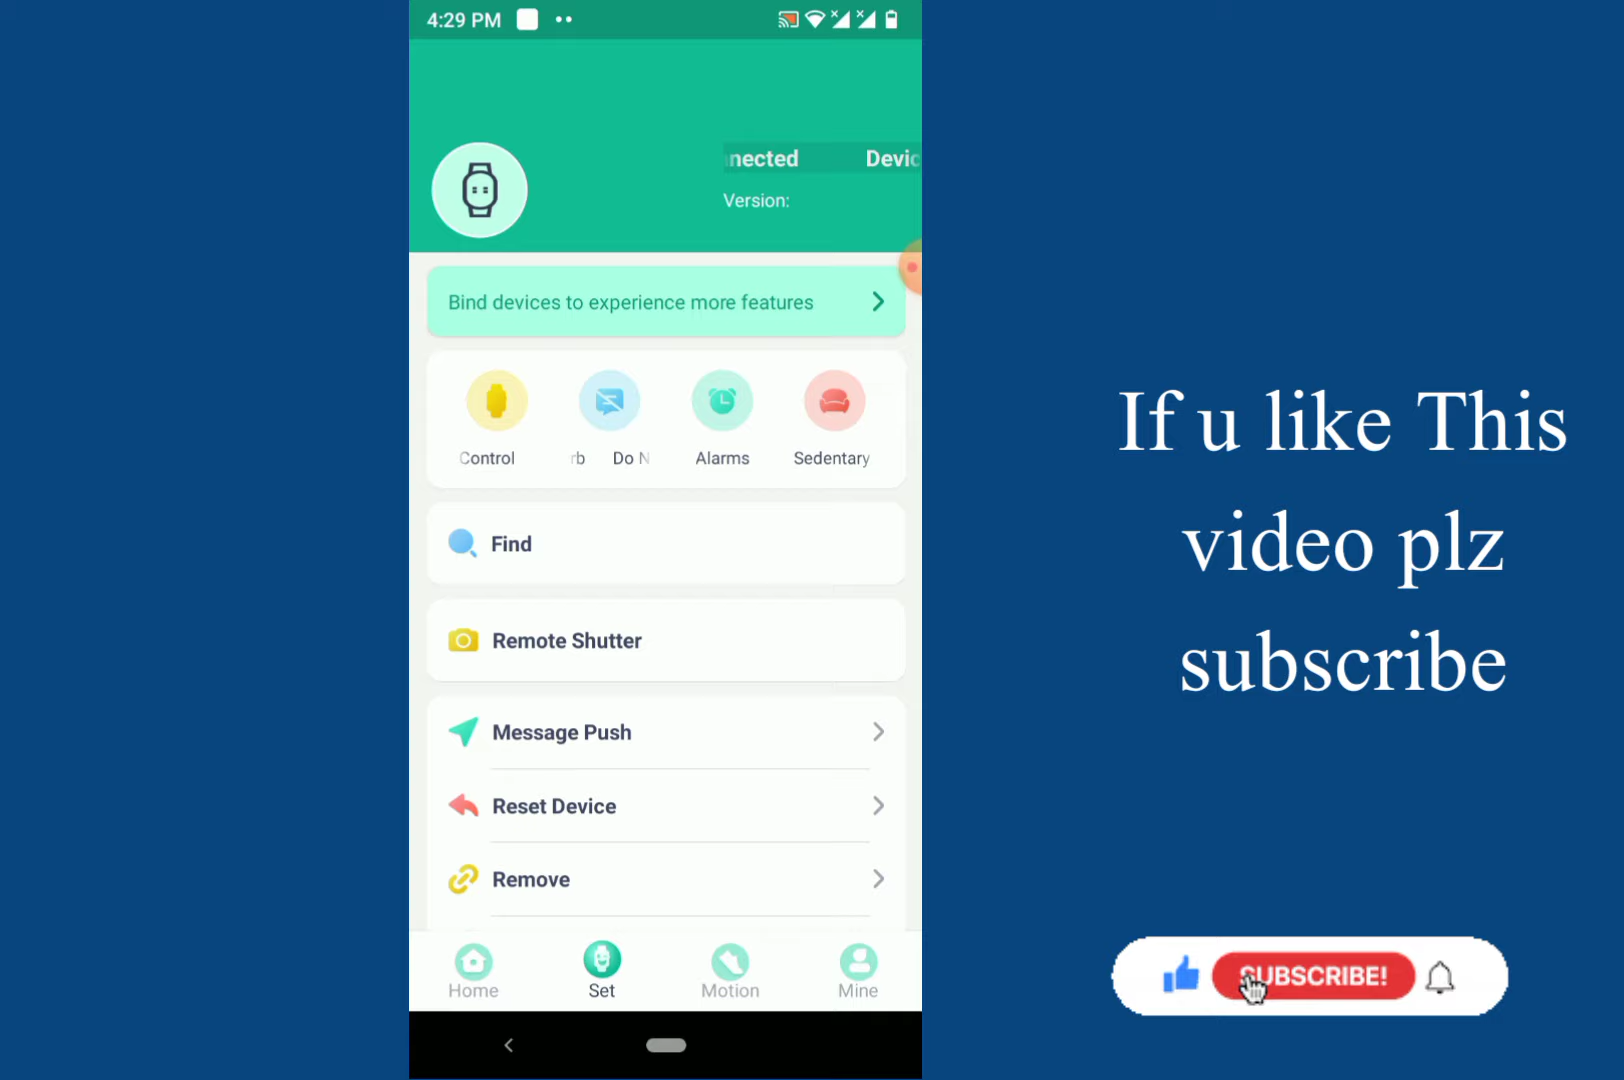 4:29 PM
nected Devic
Version:
Bind devices to experience more features
Control
rb Do N
Alarms
Sedentary
Find
Remote Shutter
Message Push
Reset Device
Remove
Home
Set
Motion
Mine
If u like This
video plz
subscribe
SUBSCRIBE!